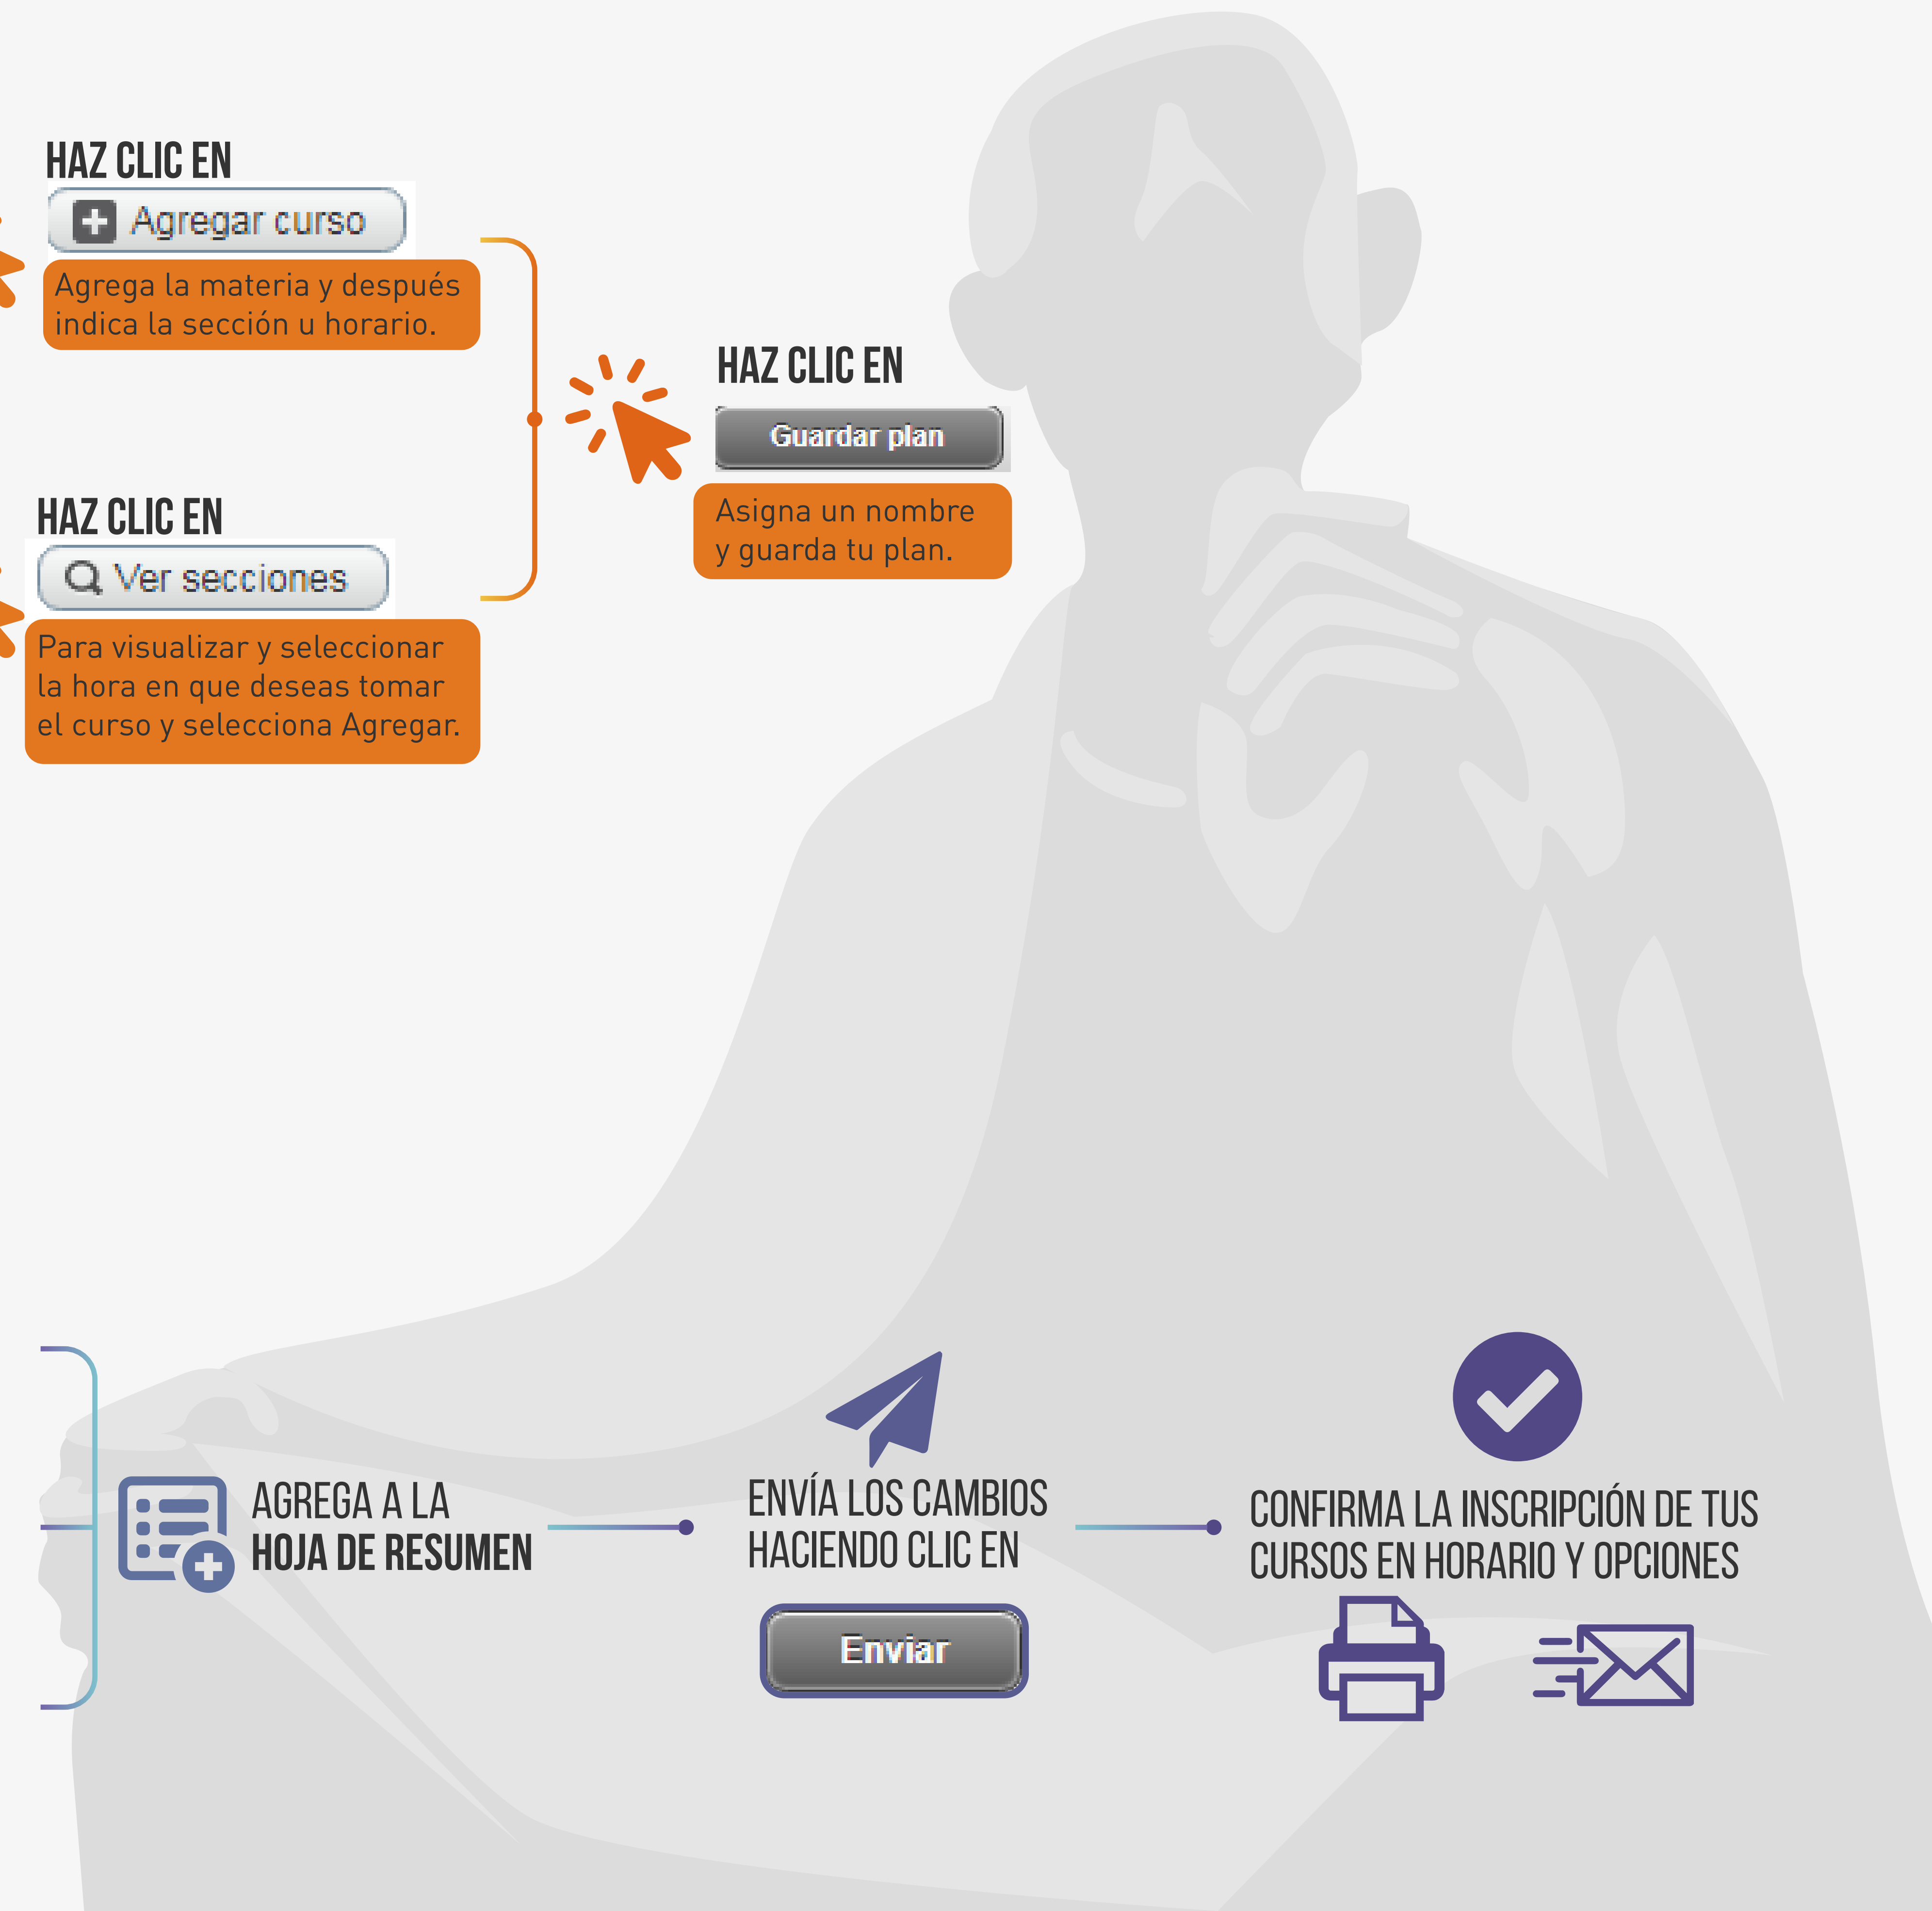 HAZ CLIC EN
Agregar curso
Agrega la materia y después
indica la sección u horario.
HAZ CLIC EN
Ver secciones
Para visualizar y seleccionar
la hora en que deseas tomar
el curso y selecciona Agregar.
HAZ CLIC EN
Guardar plan
Asigna un nombre
y guarda tu plan.
AGREGA A LA
HOJA DE RESUMEN
ENVÍA LOS CAMBIOS
HACIENDO CLIC EN
Enviar
CONFIRMA LA INSCRIPCIÓN DE TUS
CURSOS EN HORARIO Y OPCIONES